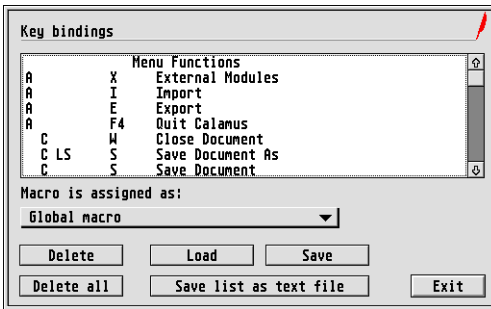 Key bindings
Menu Functions
A X External Modules
A I Import
A E Export
A F4 Quit Calamus
C W Close Document
C LS S Save Document As
C S Save Document
Macro is assigned as:
Global macro
Delete Load Save
Delete all Save list as text file Exit